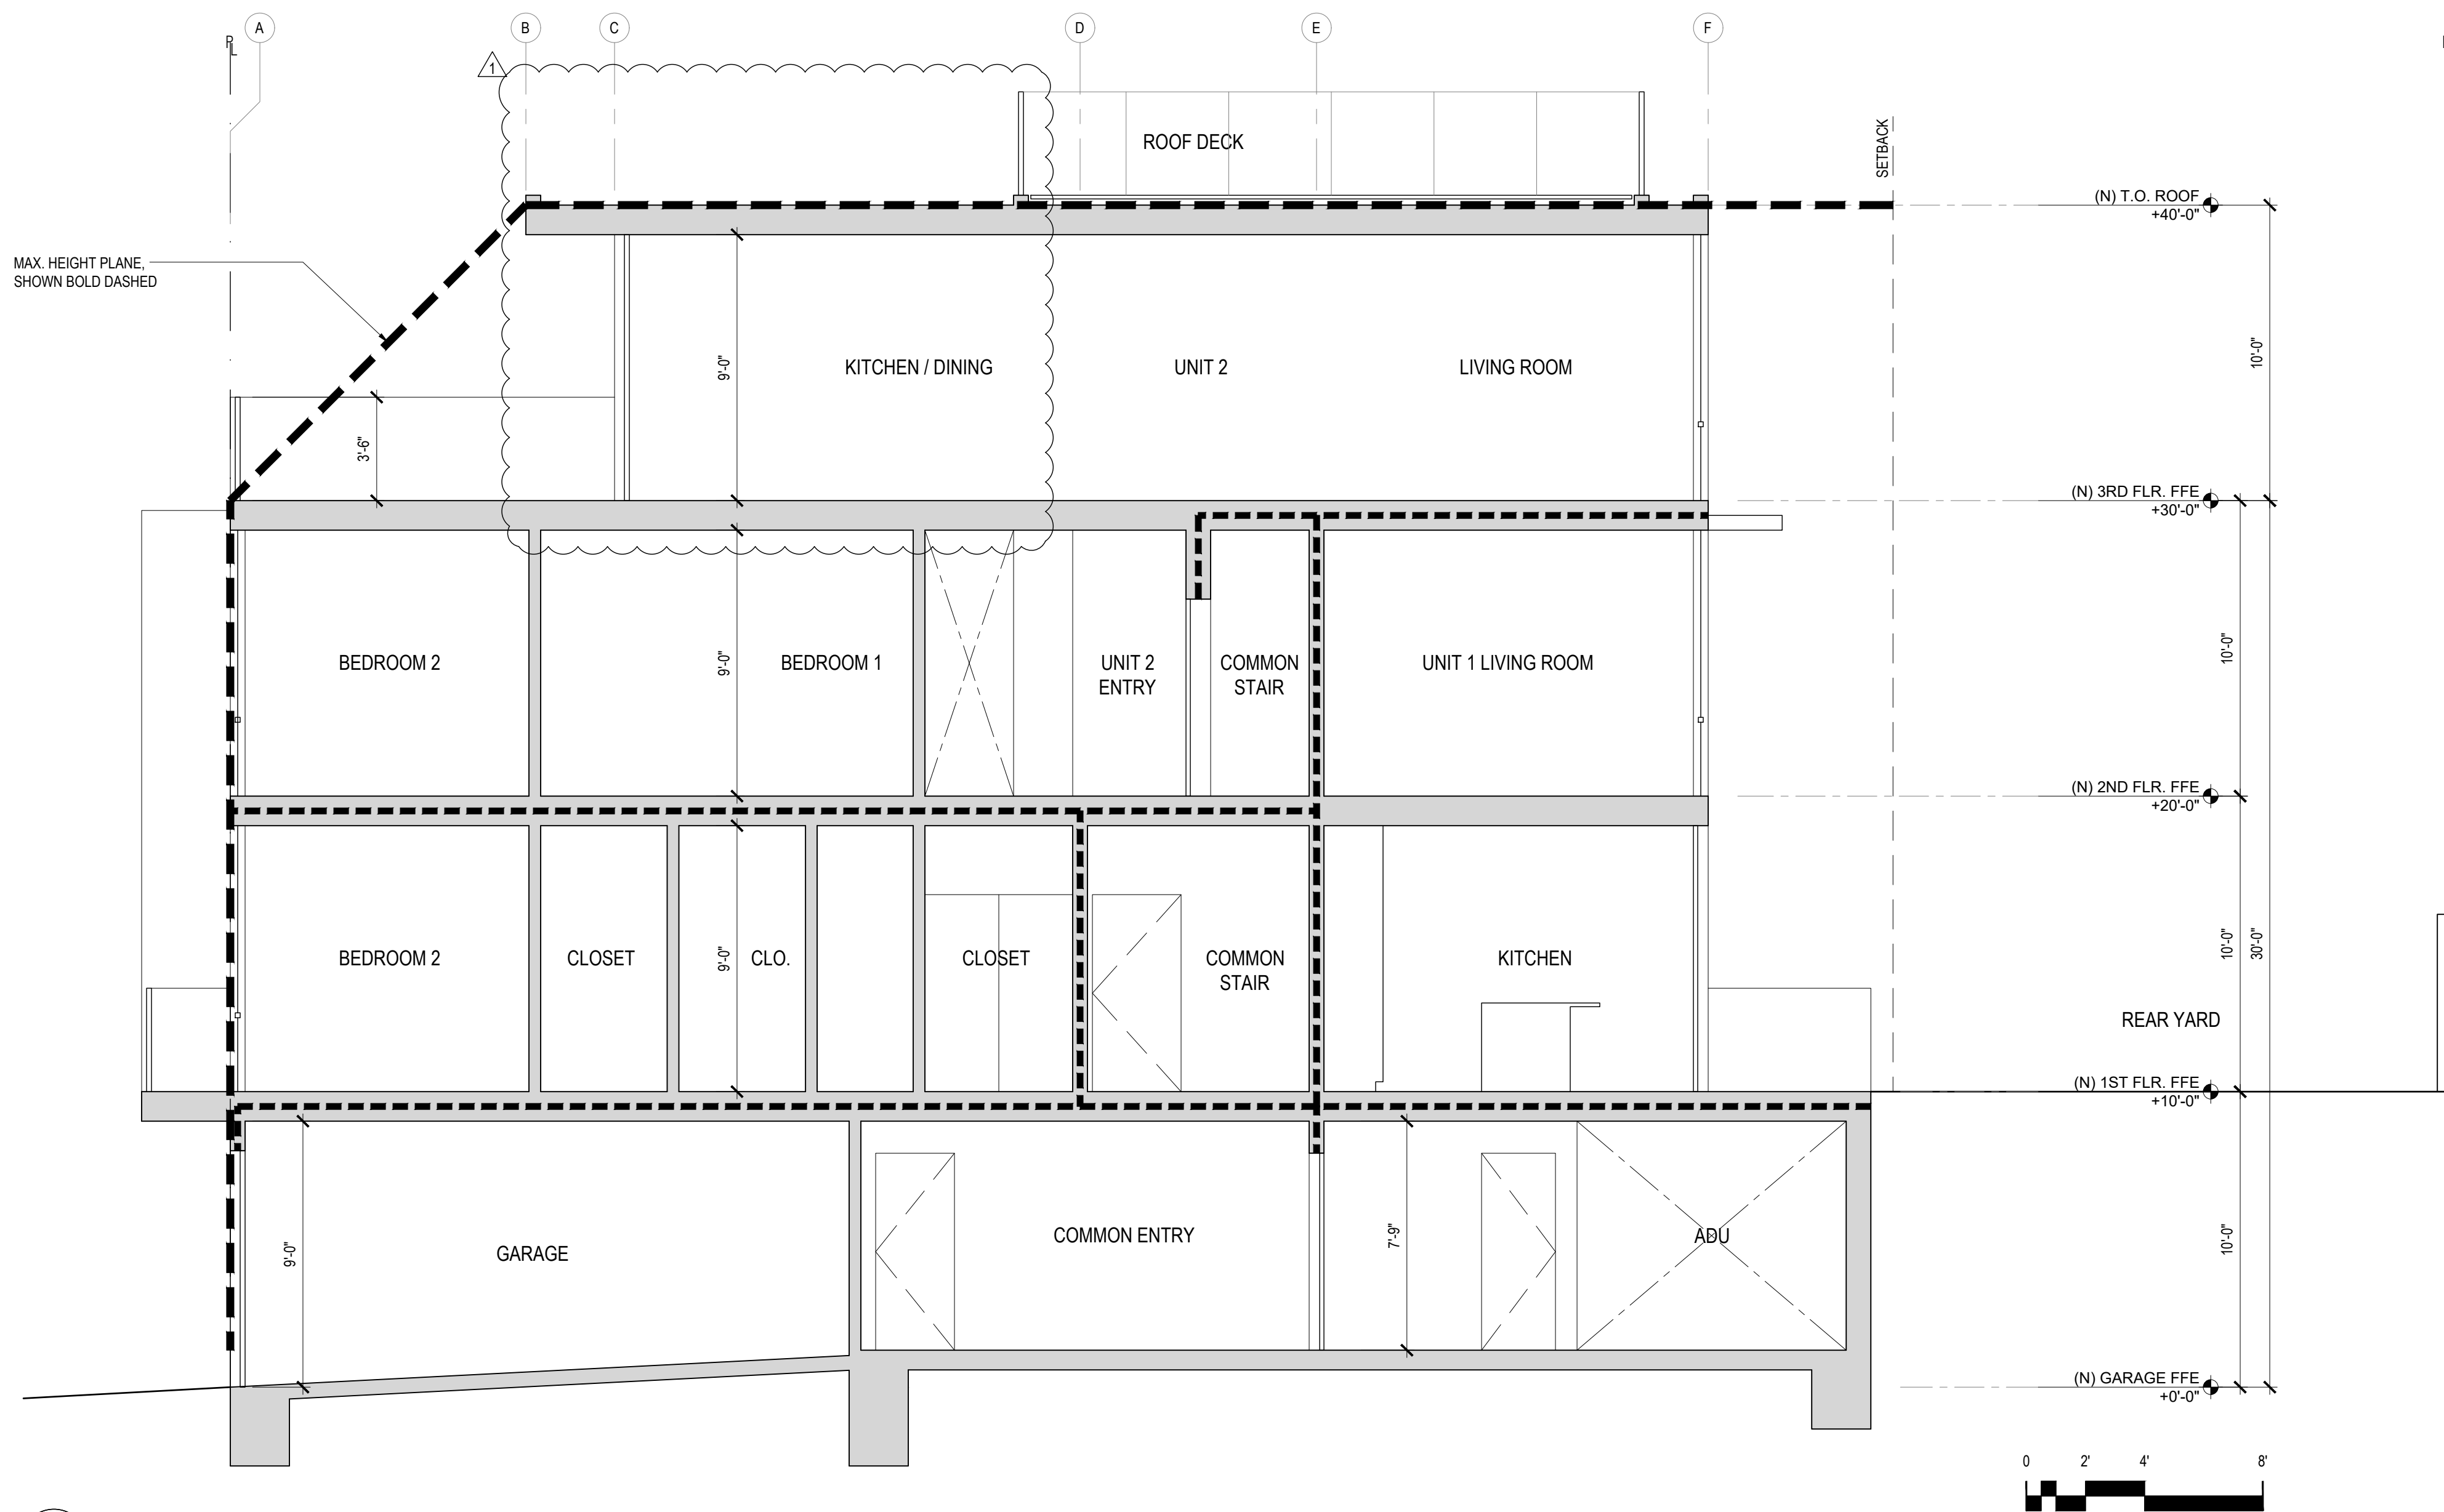 A
B
C
D
E
F
PL
1
ROOF DECK
SETBACK
(N) T.O. ROOF
+40'-0"
MAX. HEIGHT PLANE,
SHOWN BOLD DASHED
9'-0"
KITCHEN / DINING
UNIT 2
LIVING ROOM
10'-0"
3'-6"
(N) 3RD FLR. FFE
+30'-0"
BEDROOM 2
9'-0"
BEDROOM 1
UNIT 2
ENTRY
COMMON
STAIR
UNIT 1 LIVING ROOM
10'-0"
(N) 2ND FLR. FFE
+20'-0"
BEDROOM 2
CLOSET
9'-0"
CLO.
CLOSET
COMMON
STAIR
KITCHEN
10'-0"
30'-0"
REAR YARD
(N) 1ST FLR. FFE
+10'-0"
9'-0"
GARAGE
COMMON ENTRY
7'-9"
ADU
10'-0"
(N) GARAGE FFE
+0'-0"
0 2' 4' 8'